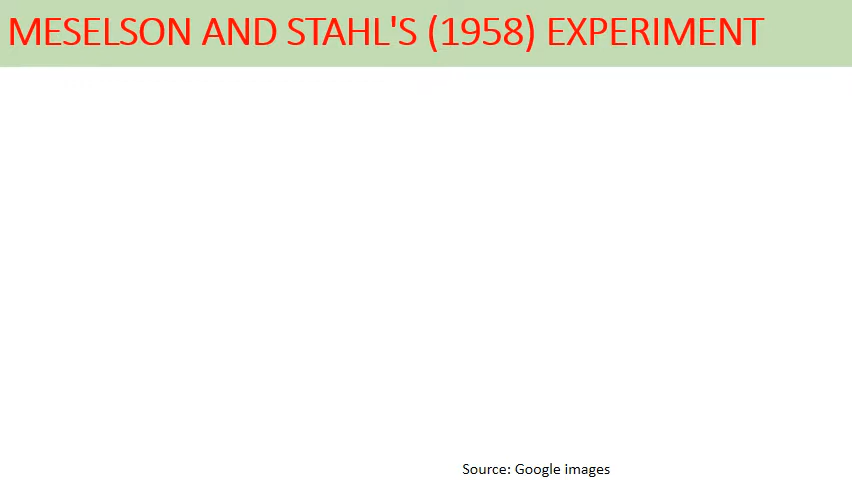 MESELSON AND STAHL'S (1958) EXPERIMENT
Source: Google images